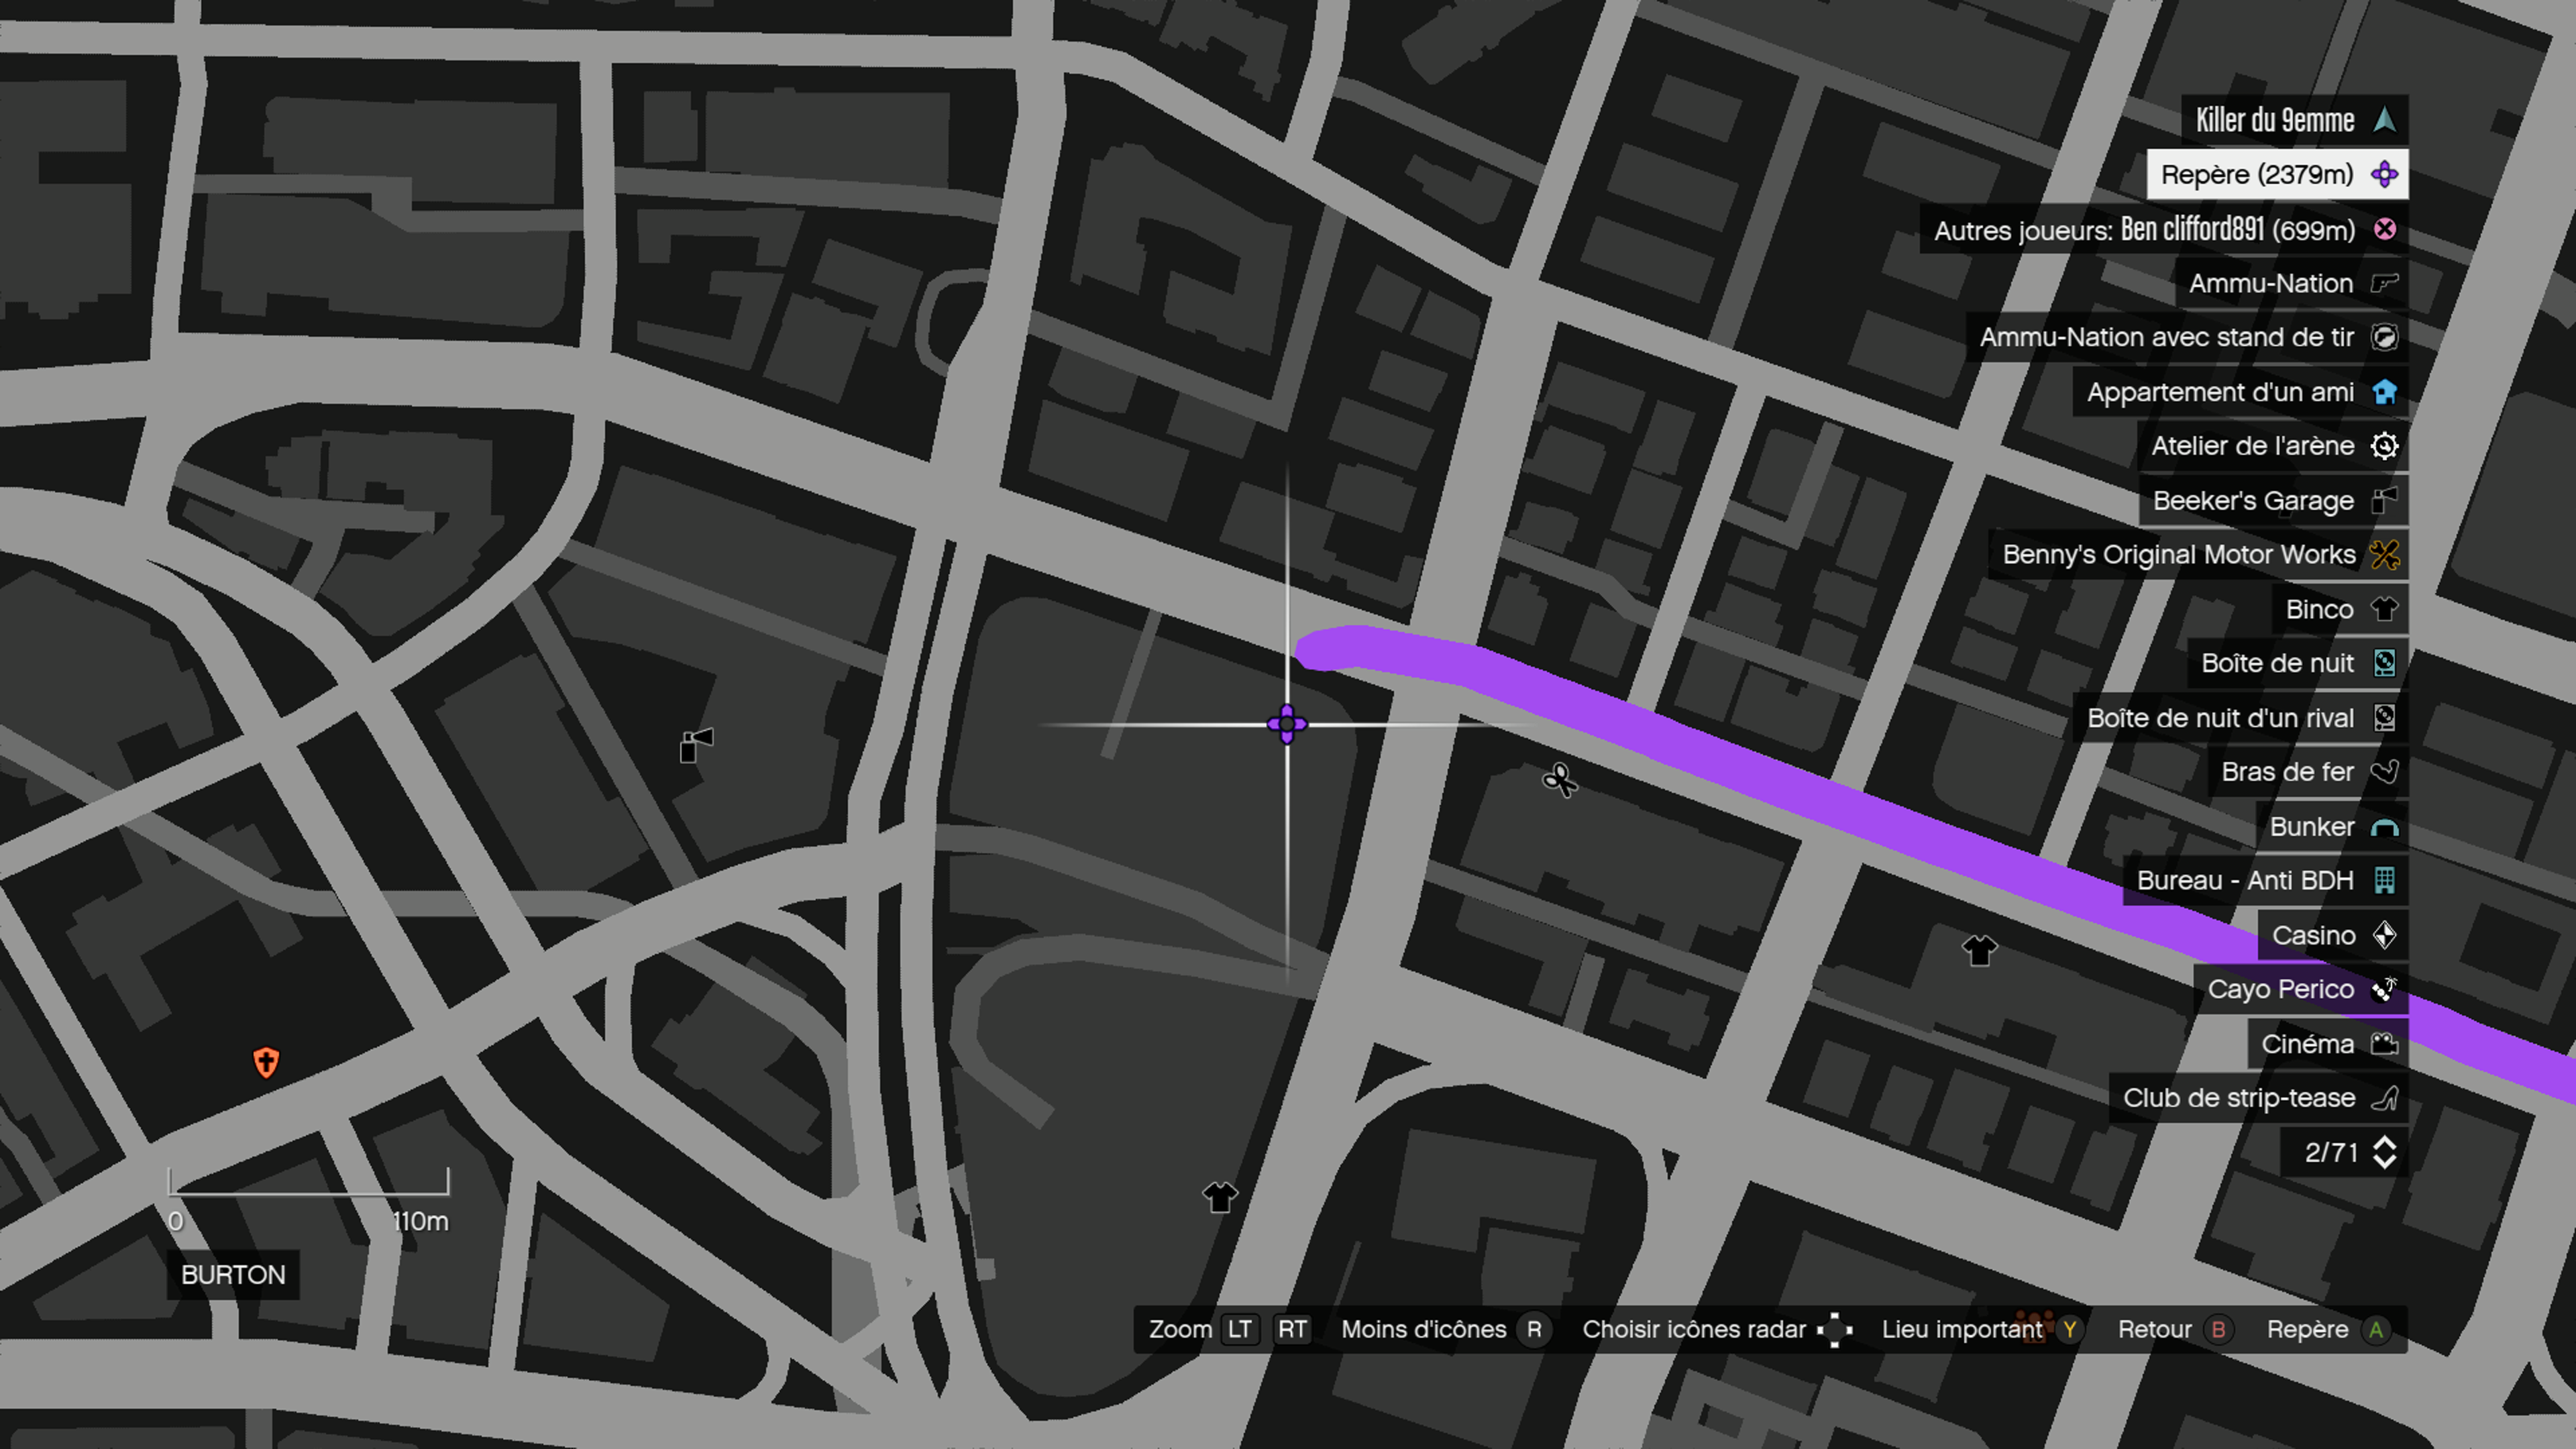 Killer du 9emme
Repère (2379m)
Autres joueurs: Ben clifford891 (699m)
Ammu-Nation
Ammu-Nation avec stand de tir
Appartement d'un ami
Atelier de l'arène
Beeker's Garage
Benny's Original Motor Works
Binco
Boîte de nuit
Boîte de nuit d'un rival
Bras de fer
Bunker
Bureau - Anti BDH
Casino
Cayo Perico
Cinéma
Club de strip-tease
2/71
0 110m
BURTON
Zoom LT RT Moins d'icônes R Choisir icônes radar Lieu important Y Retour B Repère A